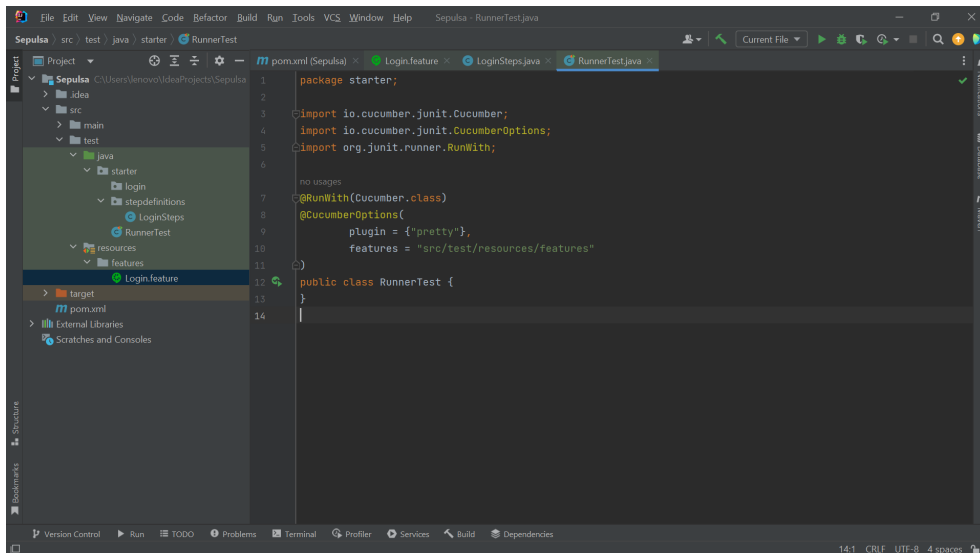 File Edit View Navigate Code Refactor Build Run Tools VCS Window Help Sepulsa - RunnerTest.java
Sepulsa src test java starter RunnerTest
Current File
Project
pom.xml (Sepulsa) Login.feature LoginSteps.java RunnerTest.java
Project
Sepulsa C:\Users\lenovo\IdeaProjects\Sepulsa
.idea
src
main
test
java
starter
login
stepdefinitions
LoginSteps
RunnerTest
resources
features
Login.feature
target
pom.xml
External Libraries
Scratches and Consoles
Structure
Bookmarks
1 package starter;
2
3 import io.cucumber.junit.Cucumber;
4 import io.cucumber.junit.CucumberOptions;
5 import org.junit.runner.RunWith;
6
no usages
7 @RunWith(Cucumber.class)
8 @CucumberOptions(
9 plugin = {"pretty"},
10 features = "src/test/resources/features"
11 )
12 public class RunnerTest {
13 }
14
Version Control Run TODO Problems Terminal Profiler Services Build Dependencies
14:1 CRLF UTF-8 4 spaces